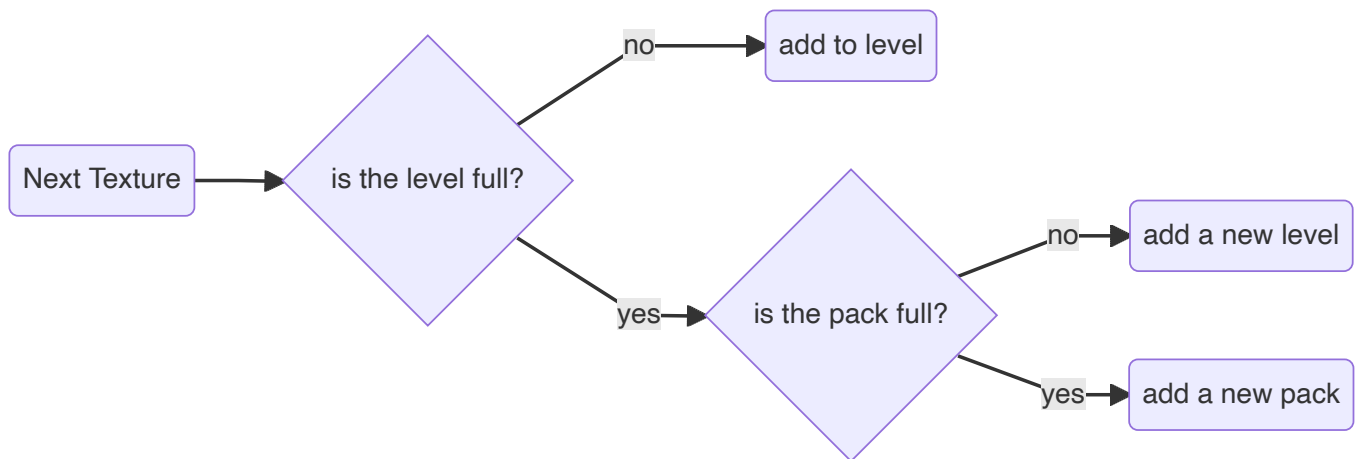 Next Texture
is the level full?
no
add to level
yes
is the pack full?
no
add a new level
yes
add a new pack